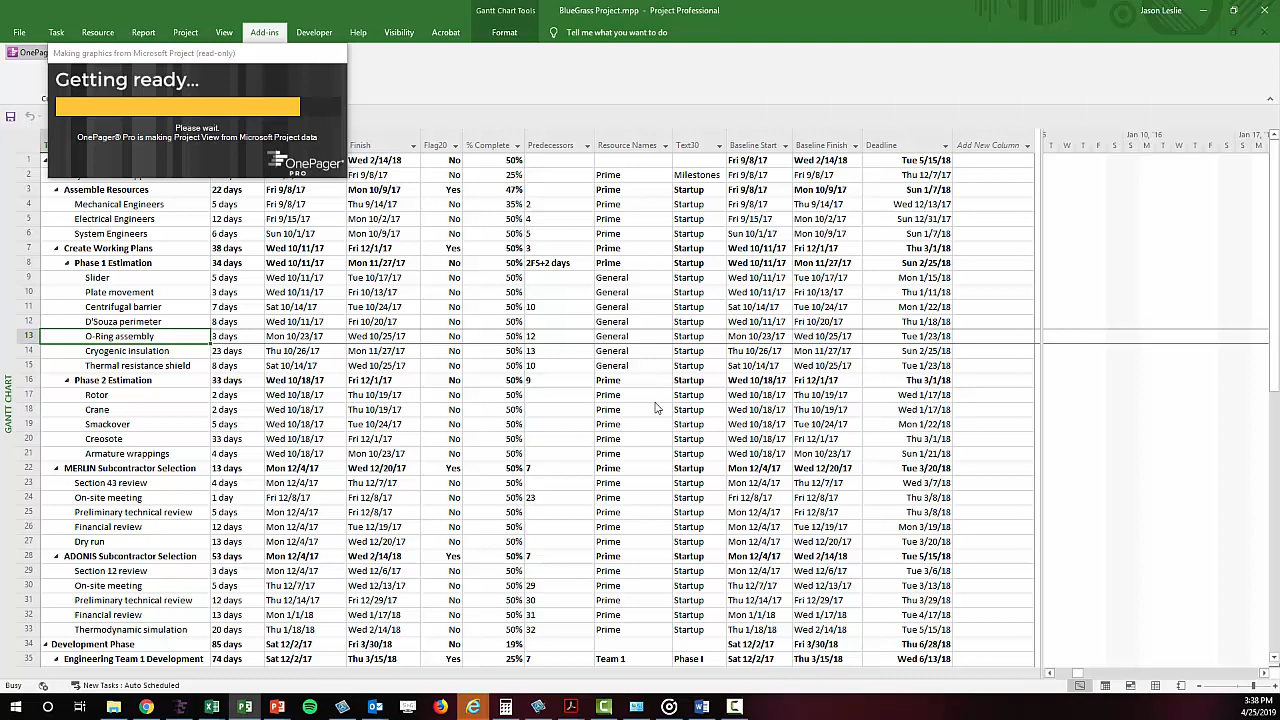 Gantt Chart Tools BlueGrass Project.mpp - Project Professional Jason Leslie
File Task Resource Report Project View Add-ins Developer Help Visibility Acrobat Format Tell me what you want to do
OnePag
Making graphics from Microsoft Project (read-only)
Getting ready...
Please wait.
OnePager® Pro is making Project View from Microsoft Project data
OnePager
PRO
Jan 10, '16 Jan 17, '1
Finish Flag20 % Complete Predecessors Resource Names Text30 Baseline Start Baseline Finish Deadline Add New Column T W T F S S M T W T F S S M
1 Wed 2/14/18 No 50% Fri 9/8/17 Wed 2/14/18 Tue 5/15/18
2 Fri 9/8/17 No 25% Prime Milestones Fri 9/8/17 Fri 9/8/17 Thu 12/7/17
3 Assemble Resources 22 days Fri 9/8/17 Mon 10/9/17 Yes 47% Prime Startup Fri 9/8/17 Mon 10/9/17 Sun 1/7/18
4 Mechanical Engineers 5 days Fri 9/8/17 Thu 9/14/17 No 35% 2 Prime Startup Fri 9/8/17 Thu 9/14/17 Wed 12/13/17
5 Electrical Engineers 12 days Fri 9/15/17 Mon 10/2/17 No 50% 4 Prime Startup Fri 9/15/17 Mon 10/2/17 Sun 12/31/17
6 System Engineers 6 days Sun 10/1/17 Mon 10/9/17 No 50% 5 Prime Startup Sun 10/1/17 Mon 10/9/17 Sun 1/7/18
7 Create Working Plans 38 days Wed 10/11/17 Fri 12/1/17 Yes 50% 3 Prime Startup Wed 10/11/17 Fri 12/1/17 Thu 3/1/18
8 Phase 1 Estimation 34 days Wed 10/11/17 Mon 11/27/17 No 50% 2FS+2 days Prime Startup Wed 10/11/17 Mon 11/27/17 Sun 2/25/18
9 Slider 5 days Wed 10/11/17 Tue 10/17/17 No 50% General Startup Wed 10/11/17 Tue 10/17/17 Mon 1/15/18
10 Plate movement 3 days Wed 10/11/17 Fri 10/13/17 No 50% General Startup Wed 10/11/17 Fri 10/13/17 Thu 1/11/18
11 Centrifugal barrier 7 days Sat 10/14/17 Tue 10/24/17 No 50% 10 General Startup Sat 10/14/17 Tue 10/24/17 Mon 1/22/18
12 D'Souza perimeter 8 days Wed 10/11/17 Fri 10/20/17 No 50% General Startup Wed 10/11/17 Fri 10/20/17 Thu 1/18/18
13 O-Ring assembly 3 days Mon 10/23/17 Wed 10/25/17 No 50% 12 General Startup Mon 10/23/17 Wed 10/25/17 Tue 1/23/18
14 Cryogenic insulation 23 days Thu 10/26/17 Mon 11/27/17 No 50% 13 General Startup Thu 10/26/17 Mon 11/27/17 Sun 2/25/18
15 Thermal resistance shield 8 days Sat 10/14/17 Wed 10/25/17 No 50% 10 General Startup Sat 10/14/17 Wed 10/25/17 Tue 1/23/18
16 Phase 2 Estimation 33 days Wed 10/18/17 Fri 12/1/17 No 50% 9 Prime Startup Wed 10/18/17 Fri 12/1/17 Thu 3/1/18
17 Rotor 2 days Wed 10/18/17 Thu 10/19/17 No 50% Prime Startup Wed 10/18/17 Thu 10/19/17 Wed 1/17/18
18 Crane 2 days Wed 10/18/17 Thu 10/19/17 No 50% Prime Startup Wed 10/18/17 Thu 10/19/17 Wed 1/17/18
19 Smackover 5 days Wed 10/18/17 Tue 10/24/17 No 50% Prime Startup Wed 10/18/17 Tue 10/24/17 Mon 1/22/18
20 Creosote 33 days Wed 10/18/17 Fri 12/1/17 No 50% Prime Startup Wed 10/18/17 Fri 12/1/17 Thu 3/1/18
21 Armature wrappings 4 days Wed 10/18/17 Mon 10/23/17 No 50% Prime Startup Wed 10/18/17 Mon 10/23/17 Sun 1/21/18
22 MERLIN Subcontractor Selection 13 days Mon 12/4/17 Wed 12/20/17 Yes 50% 7 Prime Startup Mon 12/4/17 Wed 12/20/17 Tue 3/20/18
23 Section 43 review 4 days Mon 12/4/17 Thu 12/7/17 No 50% Prime Startup Mon 12/4/17 Thu 12/7/17 Wed 3/7/18
24 On-site meeting 1 day Fri 12/8/17 Fri 12/8/17 No 50% 23 Prime Startup Fri 12/8/17 Fri 12/8/17 Thu 3/8/18
25 Preliminary technical review 5 days Mon 12/4/17 Fri 12/8/17 No 50% Prime Startup Mon 12/4/17 Fri 12/8/17 Thu 3/8/18
26 Financial review 12 days Mon 12/4/17 Tue 12/19/17 No 50% Prime Startup Mon 12/4/17 Tue 12/19/17 Mon 3/19/18
27 Dry run 13 days Mon 12/4/17 Wed 12/20/17 No 50% Prime Startup Mon 12/4/17 Wed 12/20/17 Tue 3/20/18
28 ADONIS Subcontractor Selection 53 days Mon 12/4/17 Wed 2/14/18 Yes 50% 7 Prime Startup Mon 12/4/17 Wed 2/14/18 Tue 5/15/18
29 Section 12 review 3 days Mon 12/4/17 Wed 12/6/17 No 50% Prime Startup Mon 12/4/17 Wed 12/6/17 Tue 3/6/18
30 On-site meeting 5 days Thu 12/7/17 Wed 12/13/17 No 50% 29 Prime Startup Thu 12/7/17 Wed 12/13/17 Tue 3/13/18
31 Preliminary technical review 12 days Thu 12/14/17 Fri 12/29/17 No 50% 30 Prime Startup Thu 12/14/17 Fri 12/29/17 Thu 3/29/18
32 Financial review 13 days Mon 1/1/18 Wed 1/17/18 No 50% 31 Prime Startup Mon 1/1/18 Wed 1/17/18 Tue 4/17/18
33 Thermodynamic simulation 20 days Thu 1/18/18 Wed 2/14/18 No 50% 32 Prime Startup Thu 1/18/18 Wed 2/14/18 Tue 5/15/18
34 Development Phase 85 days Sat 12/2/17 Fri 3/30/18 No 19% Sat 12/2/17 Fri 3/30/18 Thu 6/28/18
35 Engineering Team 1 Development 74 days Sat 12/2/17 Thu 3/15/18 Yes 25% 7 Team 1 Phase I Sat 12/2/17 Thu 3/15/18 Wed 6/13/18
GANTT CHART
Busy New Tasks : Auto Scheduled
3:38 PM
4/25/2019